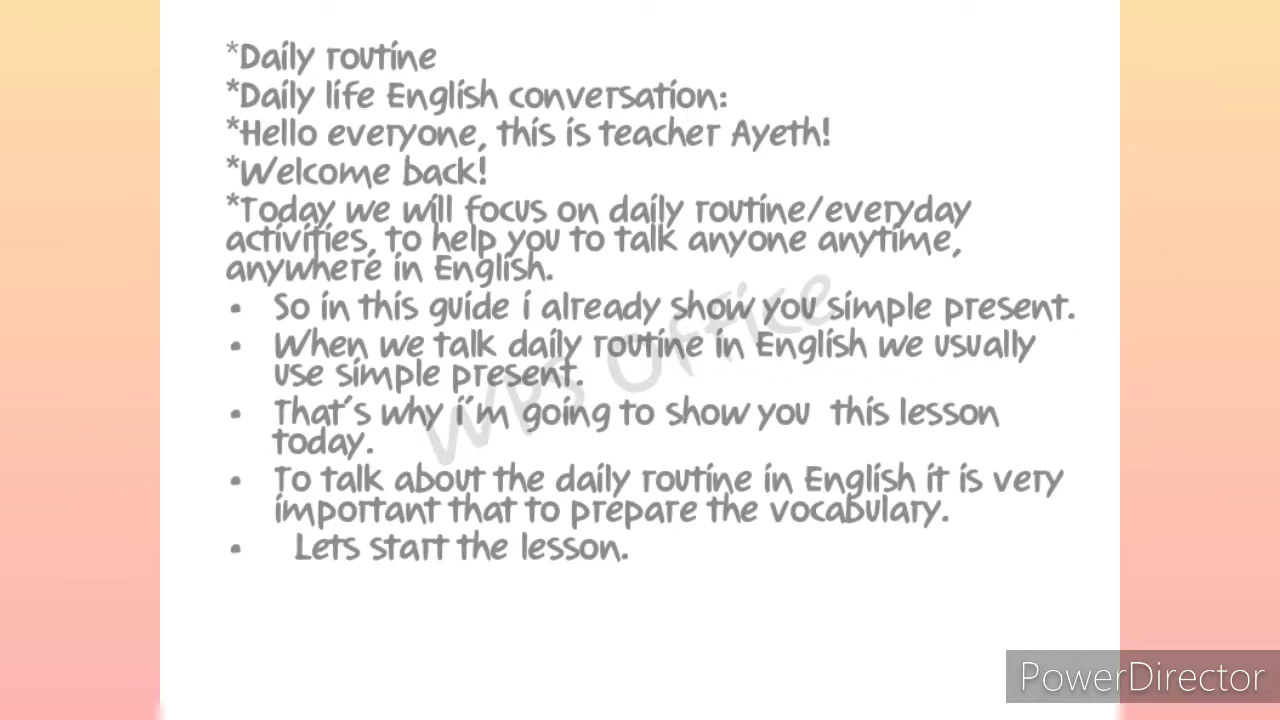 *Daily routine
*Daily life English conversation:
*Hello everyone, this is teacher Ayeth!
*Welcome back!
*Today we will focus on daily routine/everyday
activities, to help you to talk anyone anytime,
anywhere in English.
• So in this guide i already show you simple present.
• When we talk daily routine in English we usually
use simple present.
• That's why i'm going to show you this lesson
today.
• To talk about the daily routine in English it is very
important that to prepare the vocabulary.
• Lets start the lesson.
WPS Office
PowerDirector